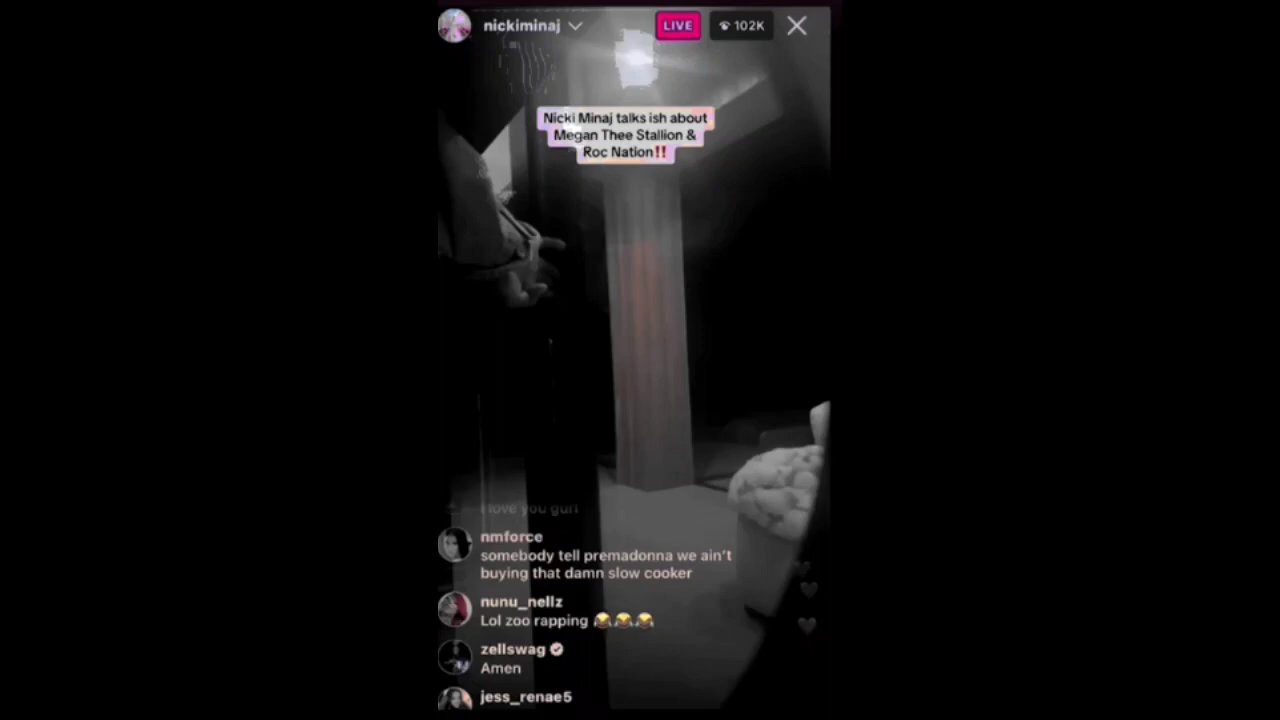 nickiminaj
LIVE
102K
Nicki Minaj talks ish about
Megan Thee Stallion &
Roc Nation‼️
I love you gurl
nmforce
somebody tell premadonna we ain't
buying that damn slow cooker
nunu_nellz
Lol zoo rapping 😂😂😂
zellswag
Amen
jess_renae5